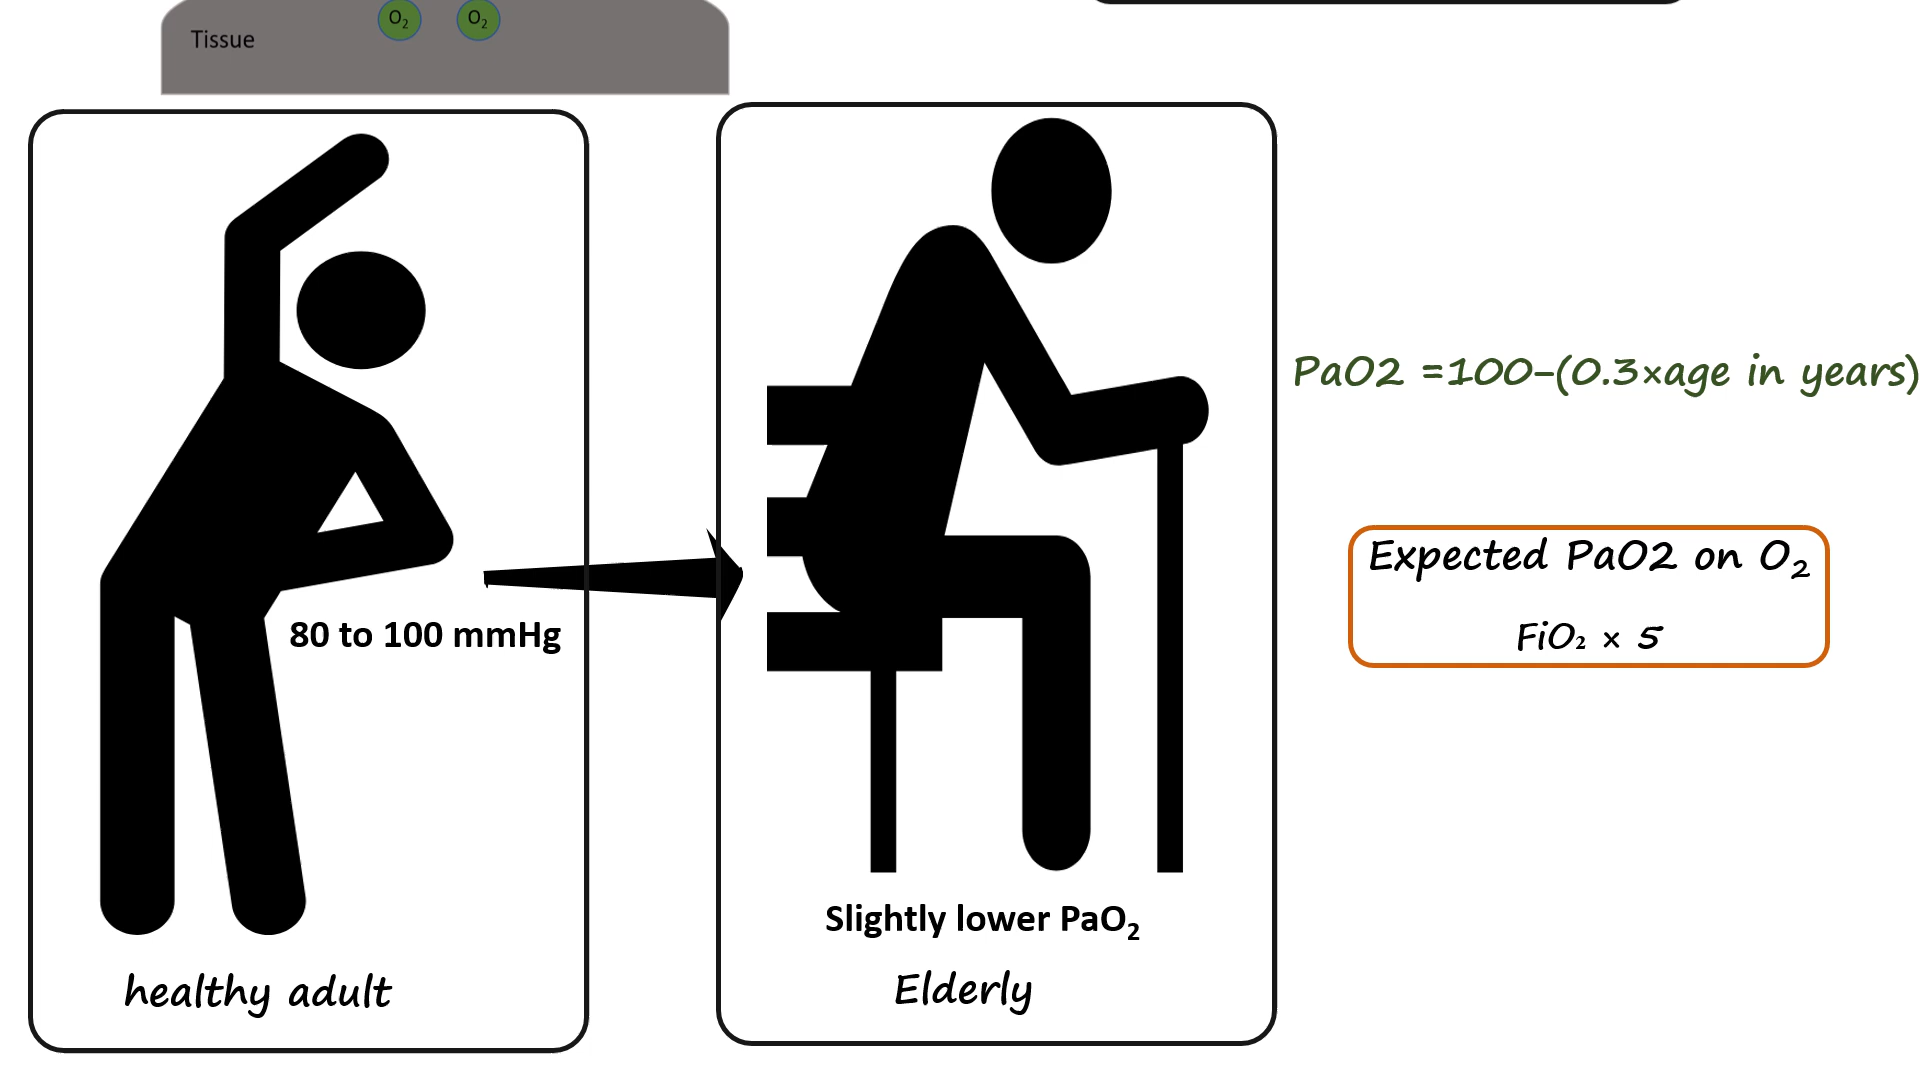 O₂ O₂
Tissue
80 to 100 mmHg
healthy adult
Slightly lower PaO₂
Elderly
PaO2 =100–(0.3×age in years)
Expected PaO2 on O₂
FiO₂ × 5